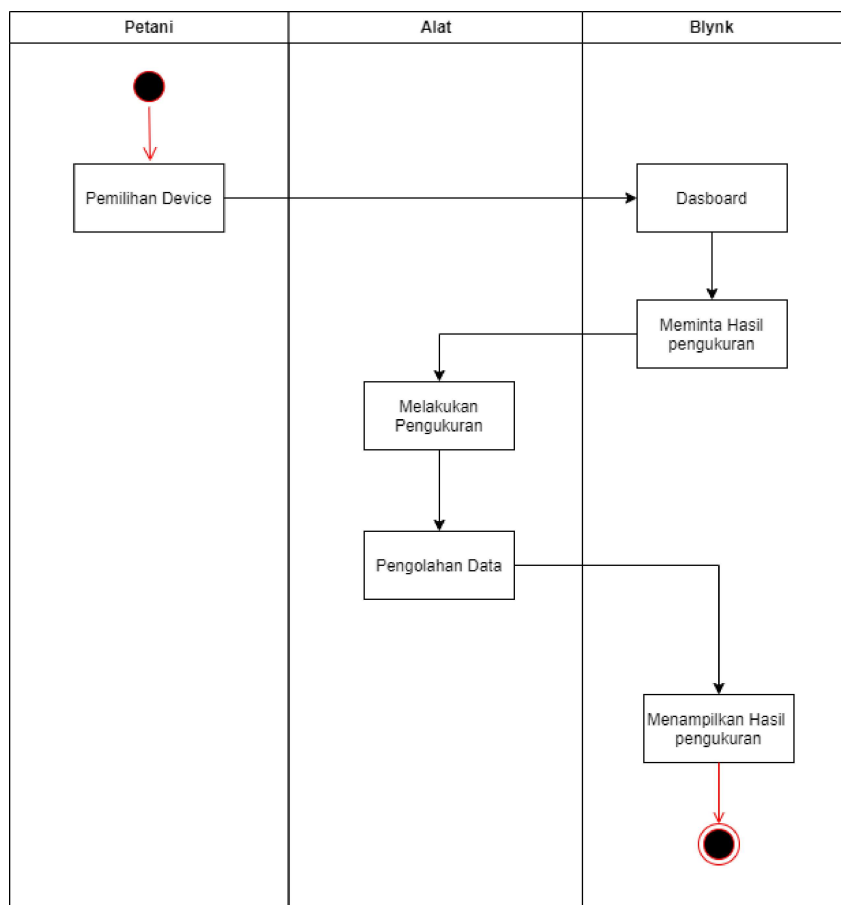 Petani
Alat
Blynk
Pemilihan Device
Dasboard
Meminta Hasil
pengukuran
Melakukan
Pengukuran
Pengolahan Data
Menampilkan Hasil
pengukuran